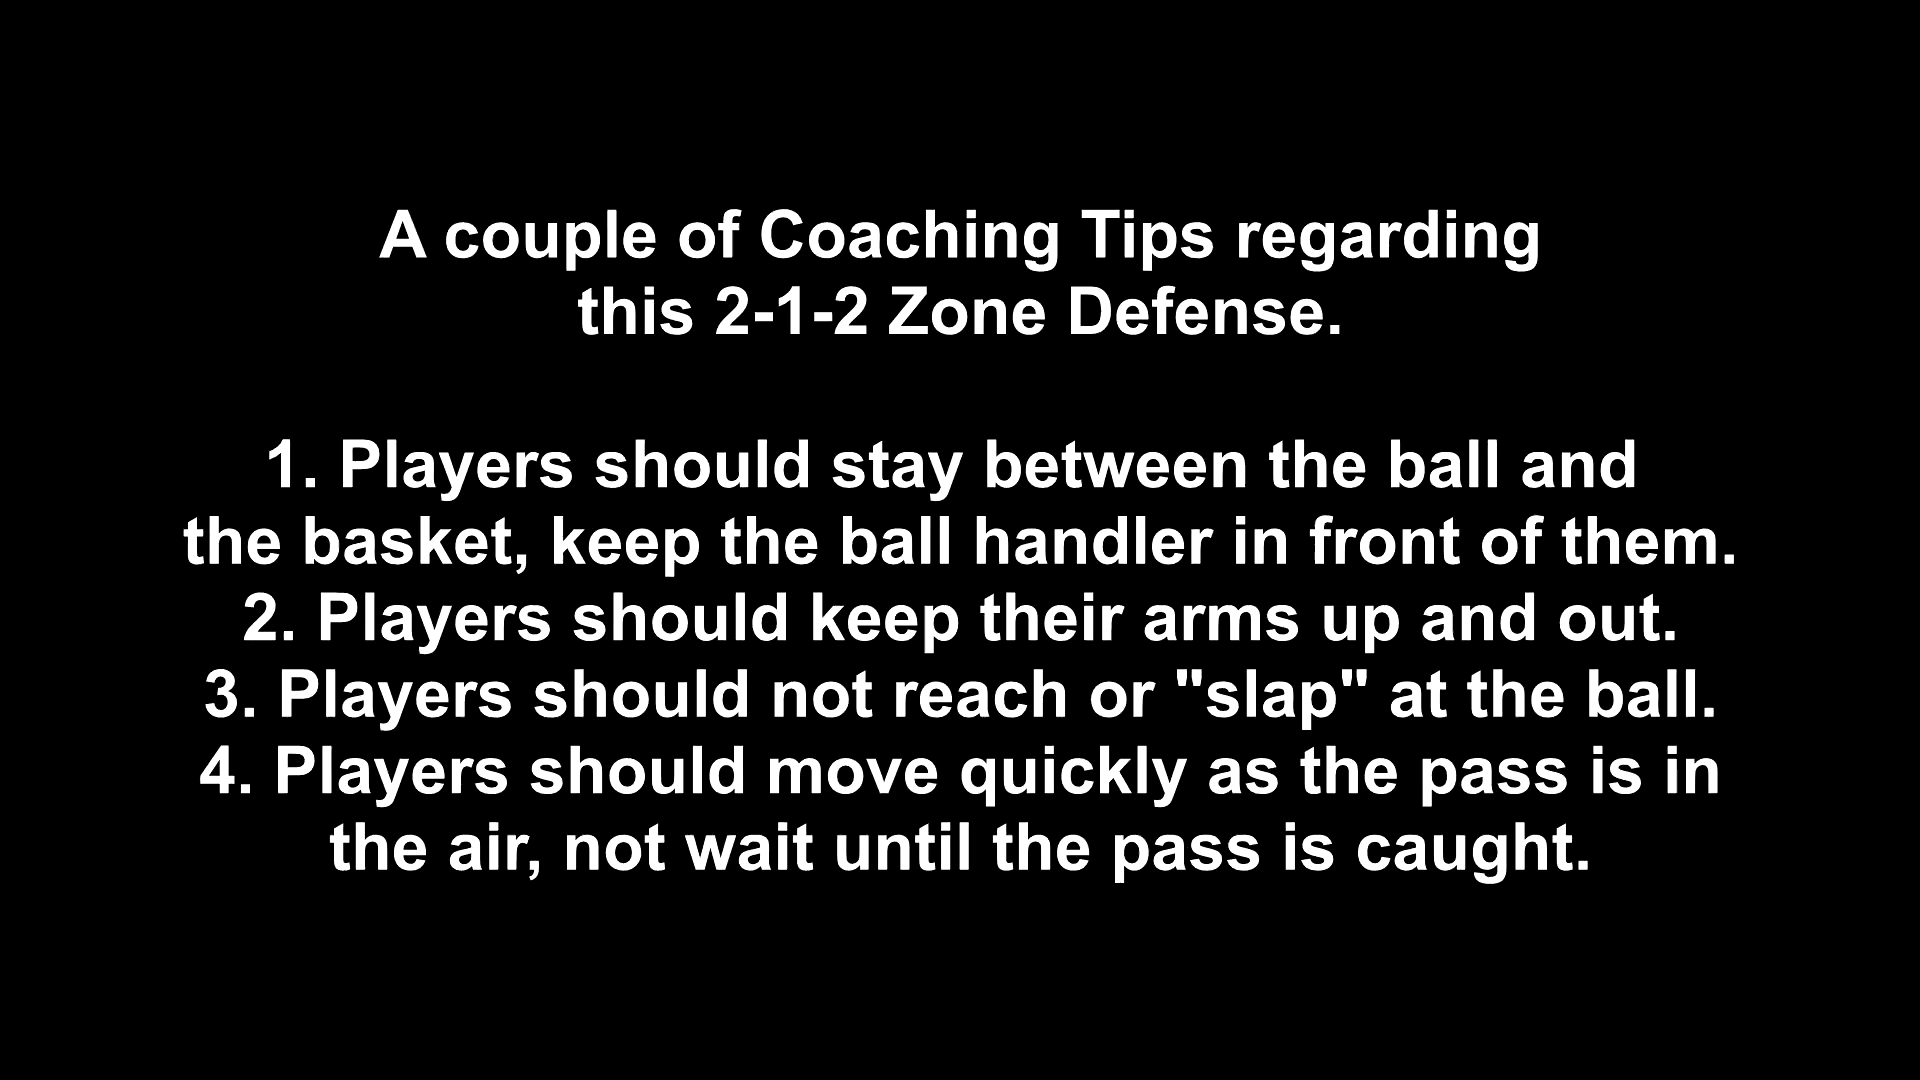 A couple of Coaching Tips regarding
this 2-1-2 Zone Defense.
1. Players should stay between the ball and
the basket, keep the ball handler in front of them.
2. Players should keep their arms up and out.
3. Players should not reach or "slap" at the ball.
4. Players should move quickly as the pass is in
the air, not wait until the pass is caught.